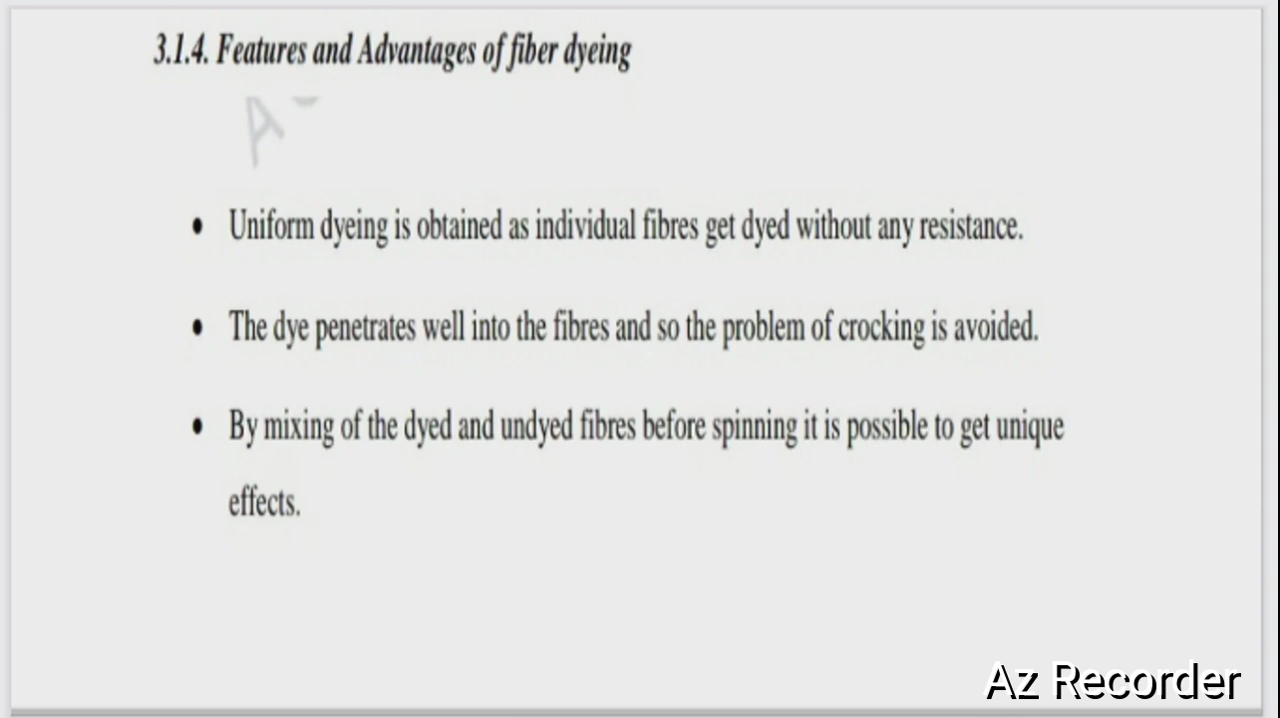 3.1.4. Features and Advantages of fiber dyeing
A
• Uniform dyeing is obtained as individual fibres get dyed without any resistance.
• The dye penetrates well into the fibres and so the problem of crocking is avoided.
• By mixing of the dyed and undyed fibres before spinning it is possible to get unique
effects.
Az Recorder